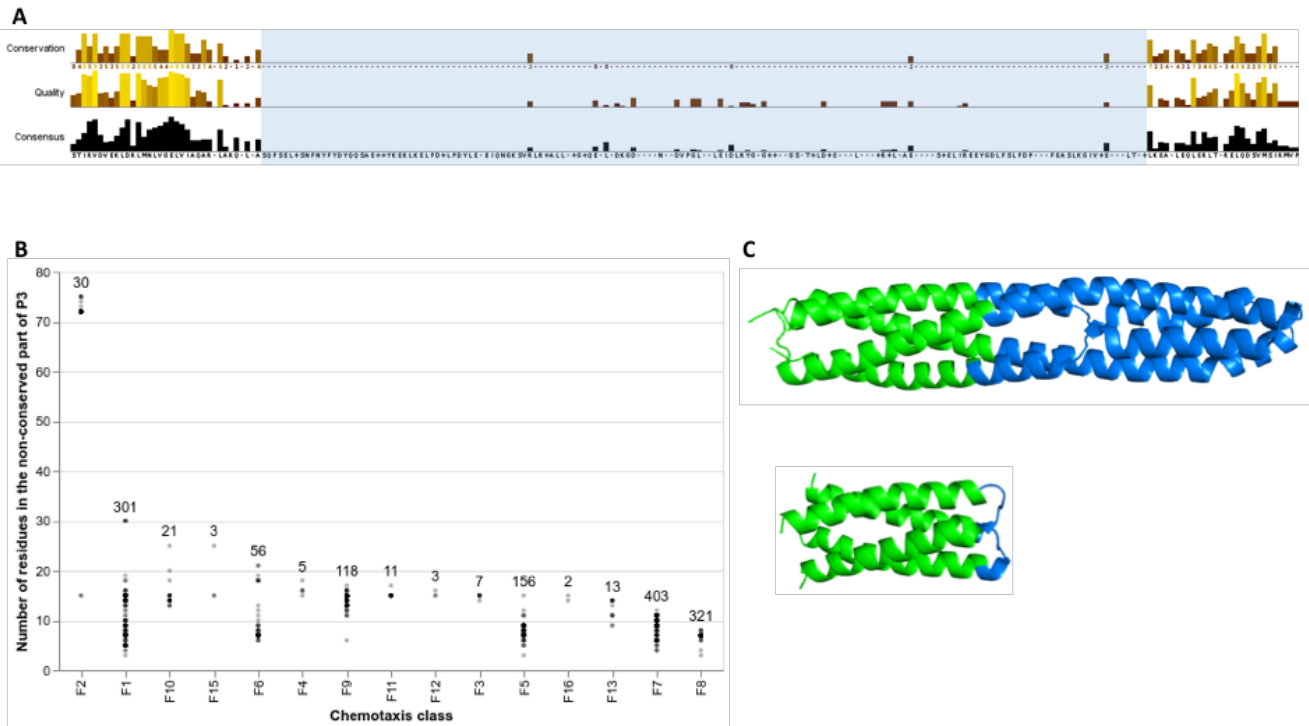 A
Conservation
Quality
Consensus
B
C
80
70
60
50
40
30
20
10
0
30
301
21
3
56
5
118
11
3
7
156
2
13
403
321
Number of residues in the non-conserved part of P3
F2 F1 F10 F15 F6 F4 F9 F11 F12 F3 F5 F16 F13 F7 F8
Chemotaxis class